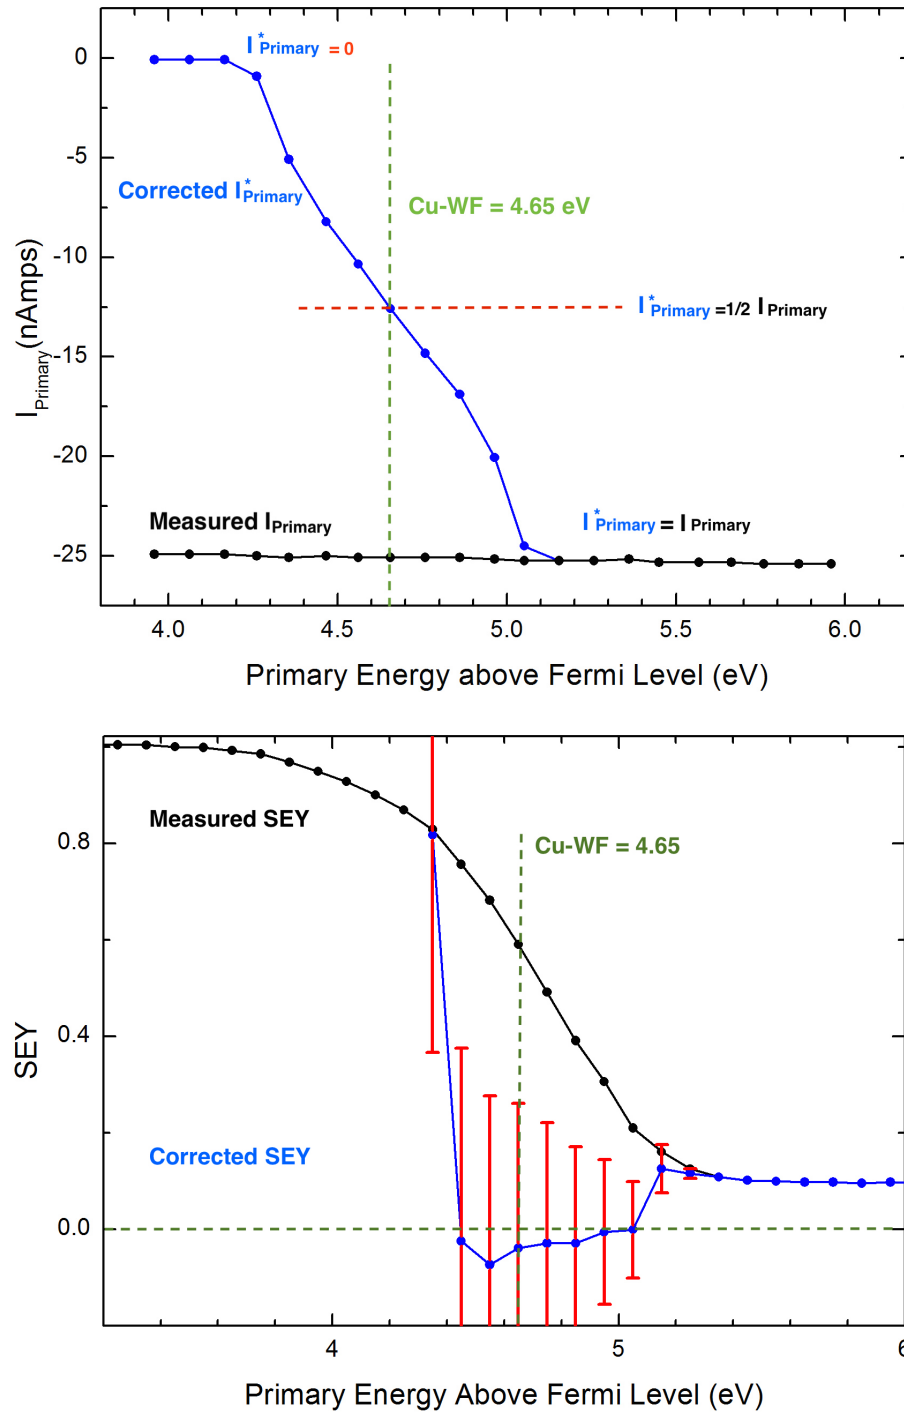 I*Primary = 0
0
Corrected I*Primary
-5
Cu-WF = 4.65 eV
-10
I*Primary =1/2 I Primary
-15
-20
Measured IPrimary
I*Primary = I Primary
-25
IPrimary(nAmps)
4.0 4.5 5.0 5.5 6.0
Primary Energy above Fermi Level (eV)
Measured SEY
Cu-WF = 4.65
0.8
0.4
SEY
Corrected SEY
0.0
4 5 6
Primary Energy Above Fermi Level (eV)